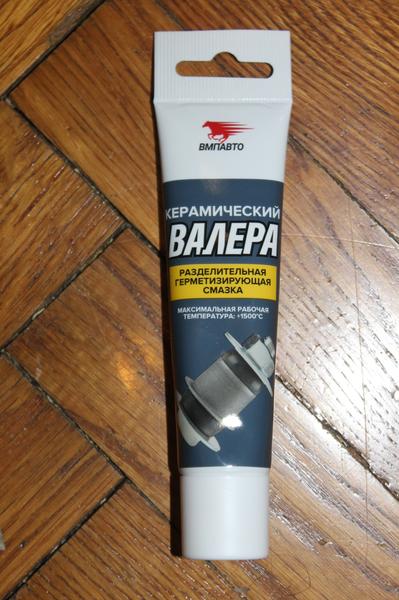 ВМПАВТО
КЕРАМИЧЕСКИЙ
ВАЛЕРА
РАЗДЕЛИТЕЛЬНАЯ
ГЕРМЕТИЗИРУЮЩАЯ
СМАЗКА
МАКСИМАЛЬНАЯ РАБОЧАЯ
ТЕМПЕРАТУРА: +1500°С